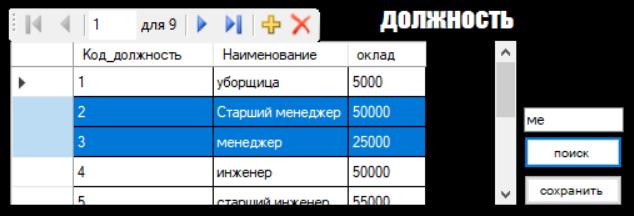 1 для 9
ДОЛЖНОСТЬ
Код_должность Наименование оклад
1 уборщица 5000
2 Старший менеджер 50000
3 менеджер 25000
4 инженер 50000
5 старший инженер 55000
ме
поиск
сохранить